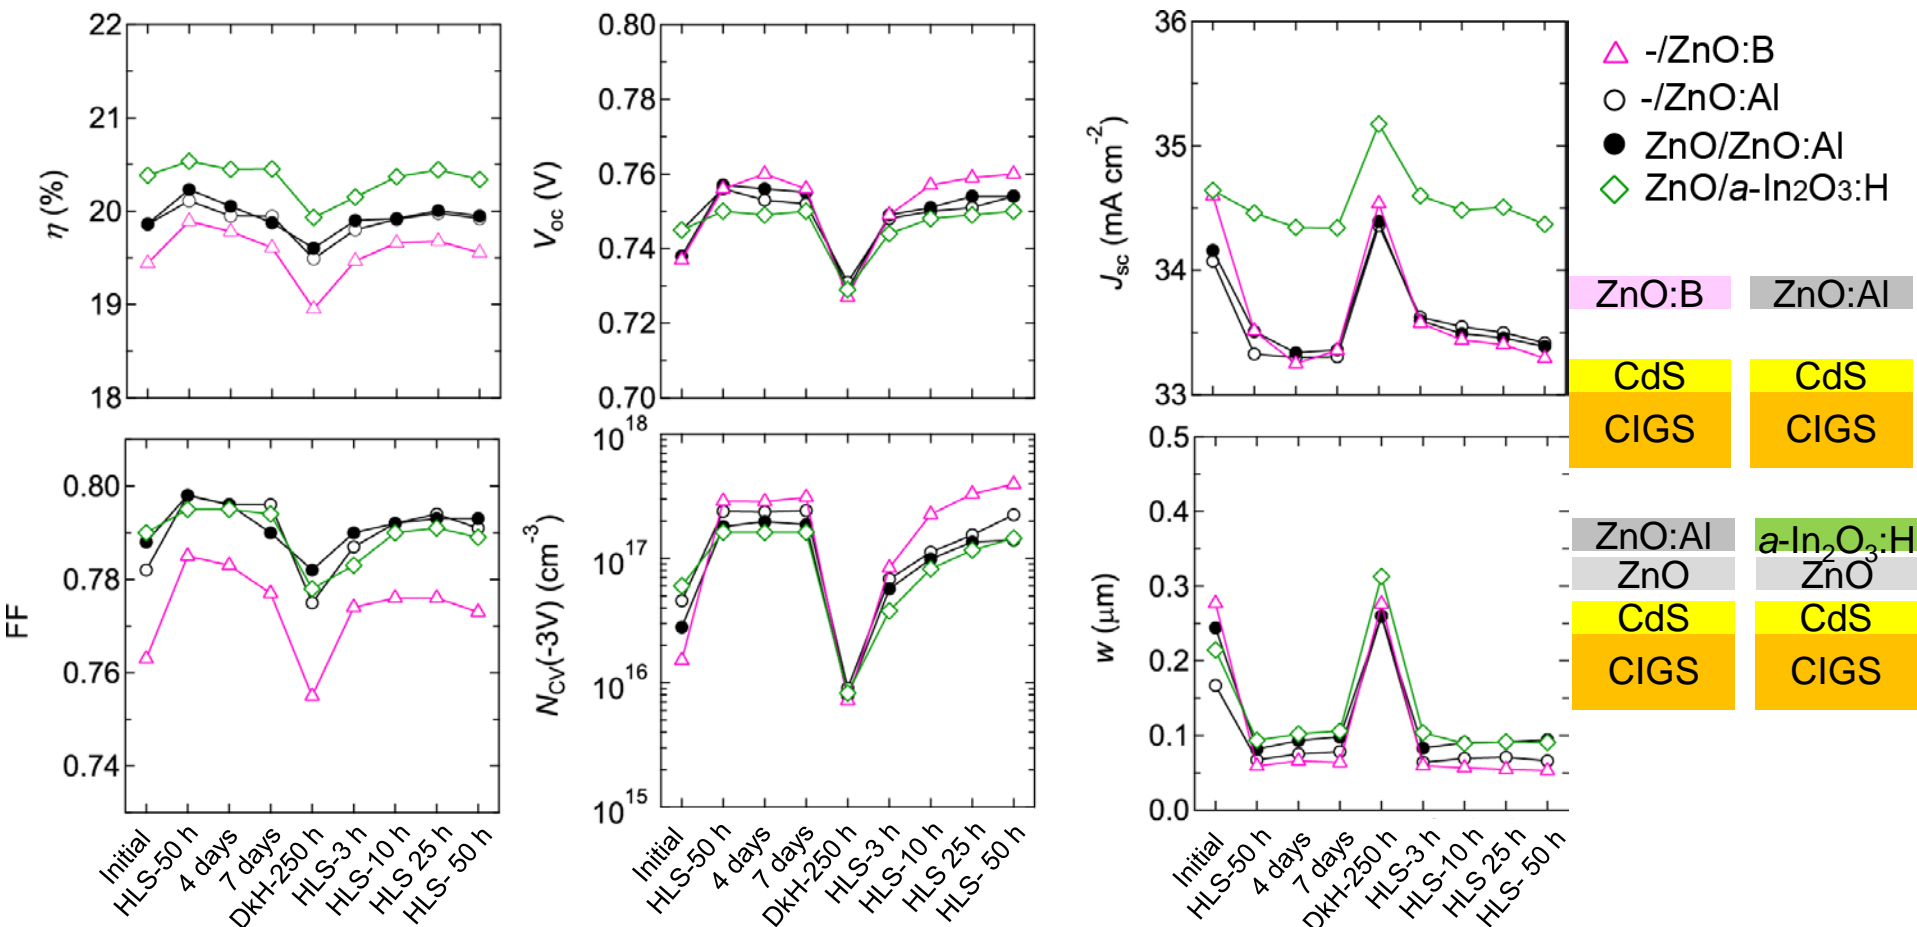 22
21
20
19
18
η (%)
0.80
0.78
0.76
0.74
0.72
0.70
Voc (V)
36
35
34
33
Jsc (mA cm-2)
-/ZnO:B
-/ZnO:Al
ZnO/ZnO:Al
ZnO/a-In2O3:H
ZnO:B
ZnO:Al
CdS
CdS
CIGS
CIGS
0.80
0.78
0.76
0.74
FF
10^18
10^17
10^16
10^15
NCV(-3V) (cm-3)
0.5
0.4
0.3
0.2
0.1
0.0
w (μm)
ZnO:Al
a-In2O3:H
ZnO
ZnO
CdS
CdS
CIGS
CIGS
Initial
HLS-50 h
4 days
7 days
DkH-250 h
HLS-3 h
HLS-10 h
HLS 25 h
HLS- 50 h
Initial
HLS-50 h
4 days
7 days
DkH-250 h
HLS-3 h
HLS-10 h
HLS 25 h
HLS- 50 h
Initial
HLS-50 h
4 days
7 days
DkH-250 h
HLS-3 h
HLS-10 h
HLS 25 h
HLS- 50 h